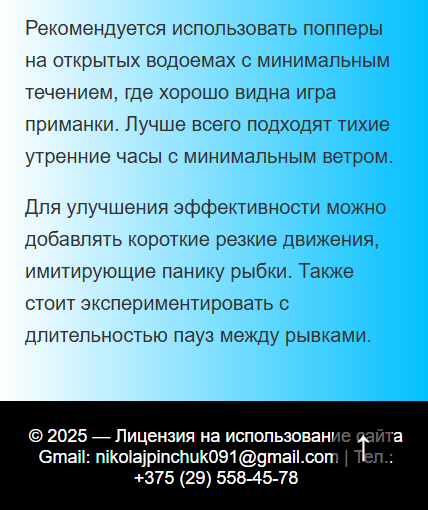 Рекомендуется использовать попперы
на открытых водоемах с минимальным
течением, где хорошо видна игра
приманки. Лучше всего подходят тихие
утренние часы с минимальным ветром.
Для улучшения эффективности можно
добавлять короткие резкие движения,
имитирующие панику рыбки. Также
стоит экспериментировать с
длительностью пауз между рывками.
© 2025 — Лицензия на использование сайта
Gmail: nikolajpinchuk091@gmail.com | Тел.:
+375 (29) 558-45-78